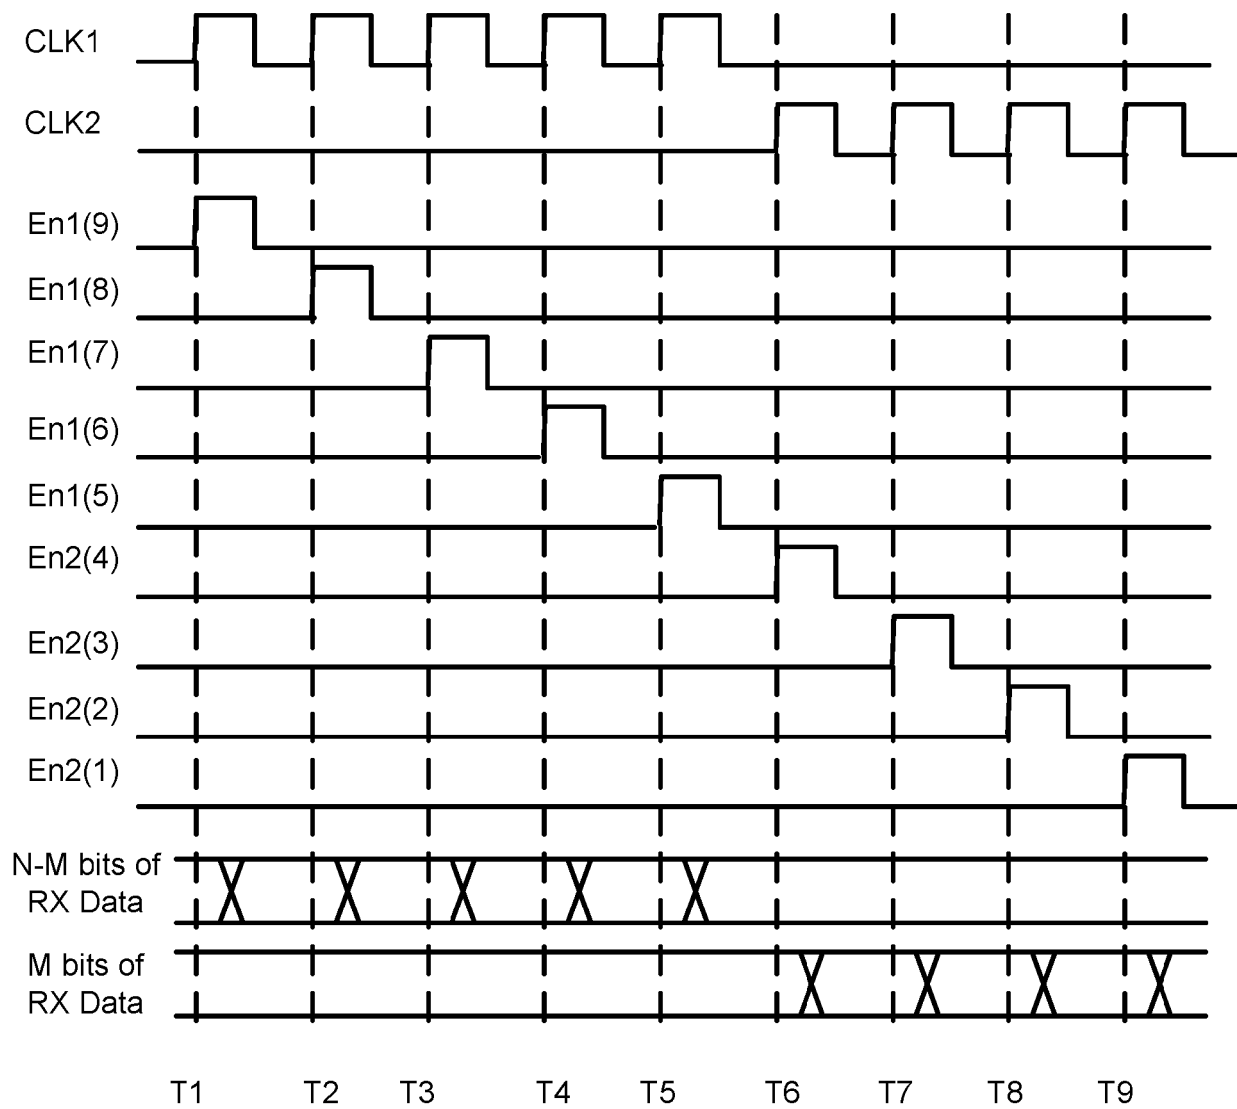 CLK1
CLK2
En1(9)
En1(8)
En1(7)
En1(6)
En1(5)
En2(4)
En2(3)
En2(2)
En2(1)
N-M bits of
RX Data
M bits of
RX Data
T1 T2 T3 T4 T5 T6 T7 T8 T9